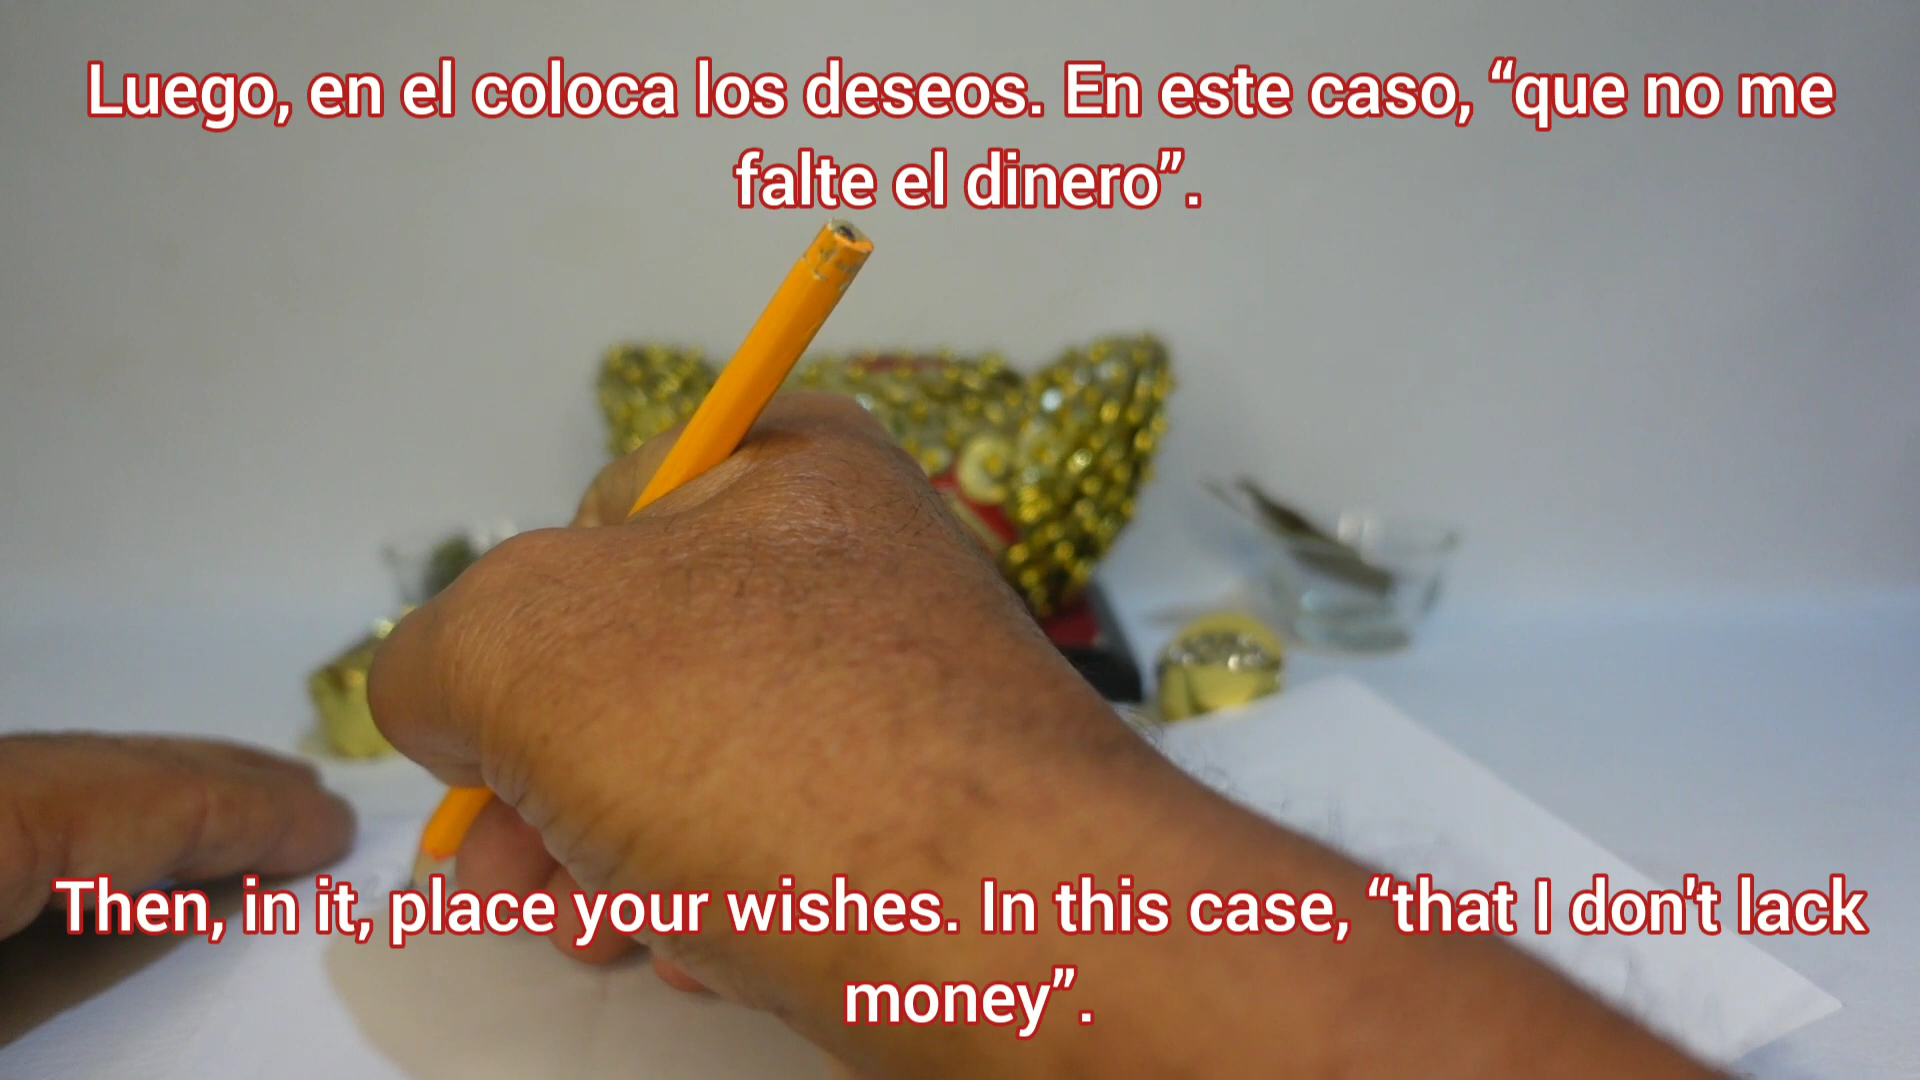 Luego, en el coloca los deseos. En este caso, “que no me
falte el dinero”.
Then, in it, place your wishes. In this case, “that I don't lack
money”.